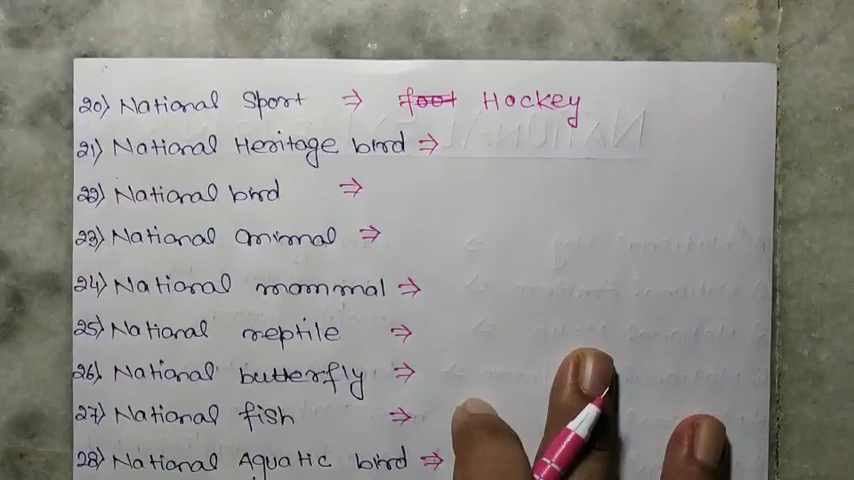 20) National Sport ⇒ foot Hockey
21) National Heritage bird ⇒
22) National bird ⇒
23) National animal ⇒
24) National mammal ⇒
25) National reptile ⇒
26) National butterfly ⇒
27) National fish ⇒
28) National Aquatic bird ⇒